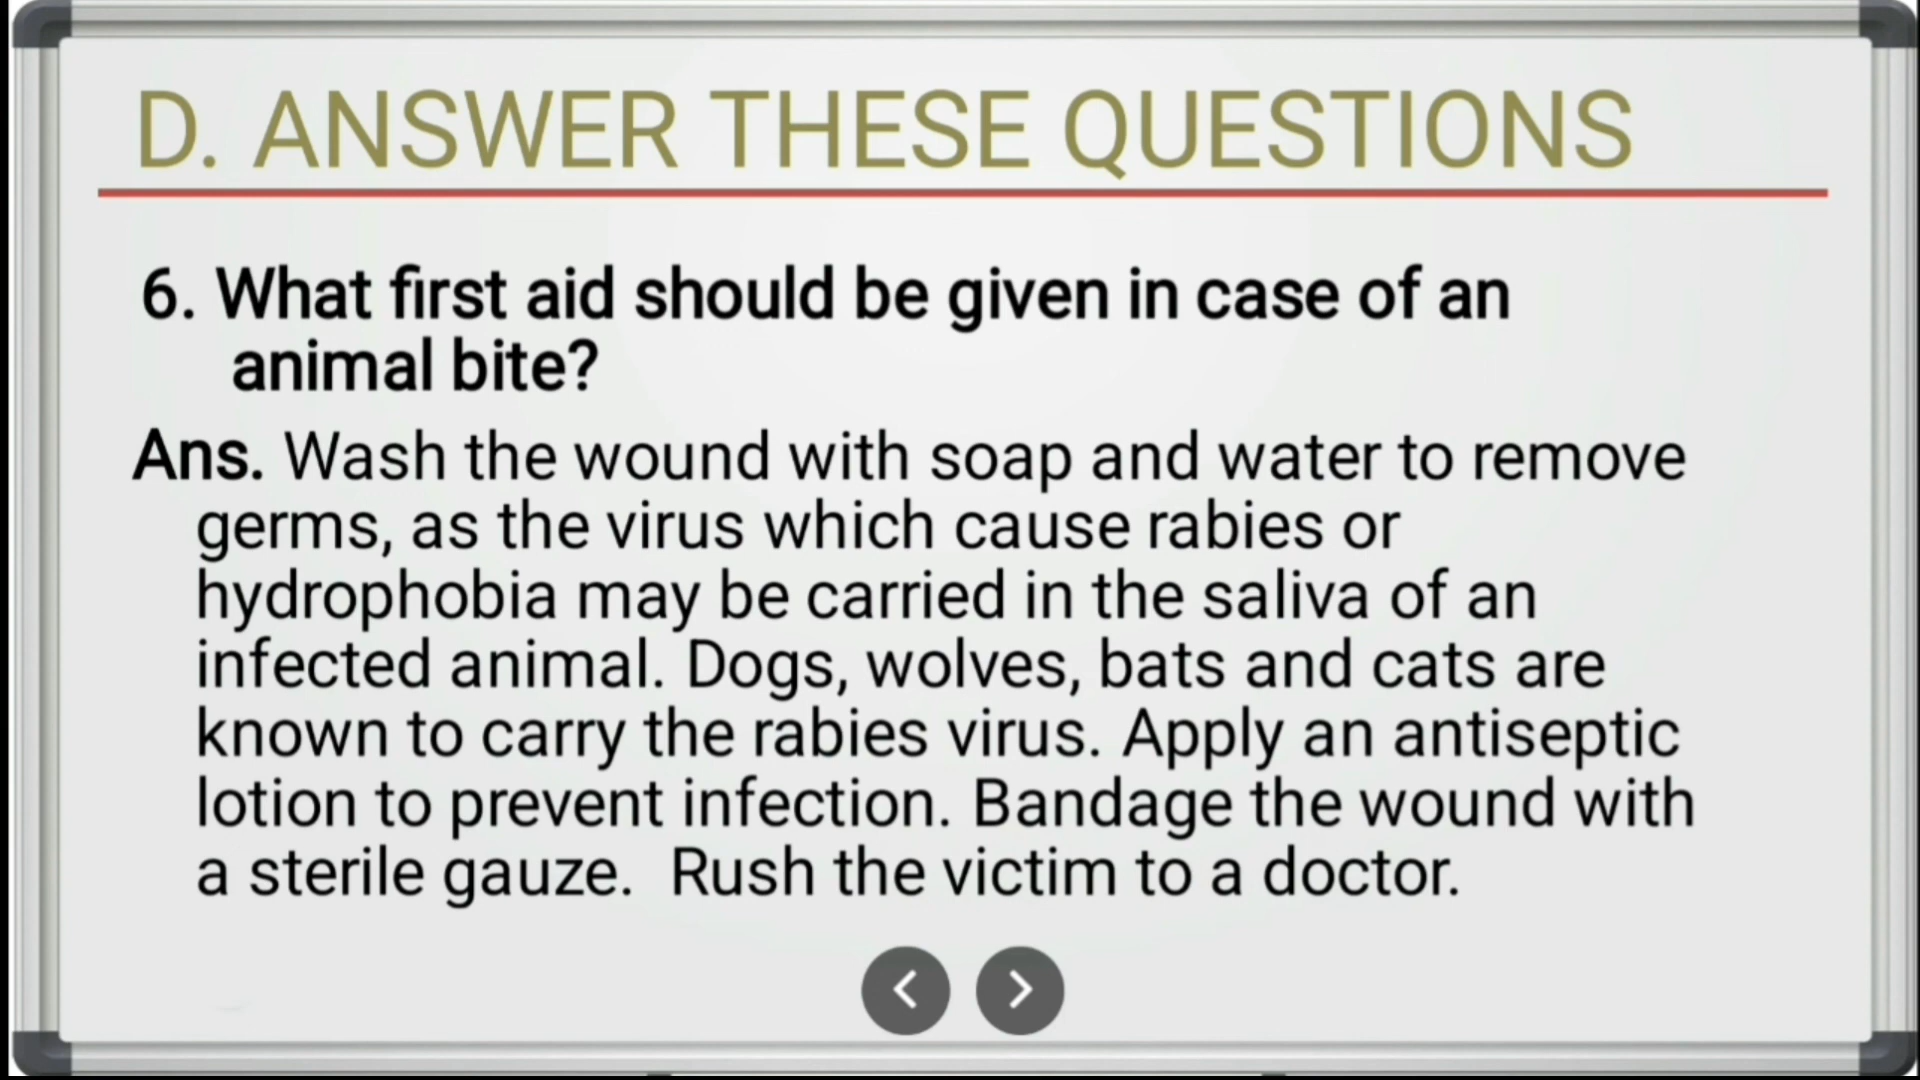 D. ANSWER THESE QUESTIONS
6. What first aid should be given in case of an
animal bite?
Ans. Wash the wound with soap and water to remove
germs, as the virus which cause rabies or
hydrophobia may be carried in the saliva of an
infected animal. Dogs, wolves, bats and cats are
known to carry the rabies virus. Apply an antiseptic
lotion to prevent infection. Bandage the wound with
a sterile gauze.  Rush the victim to a doctor.